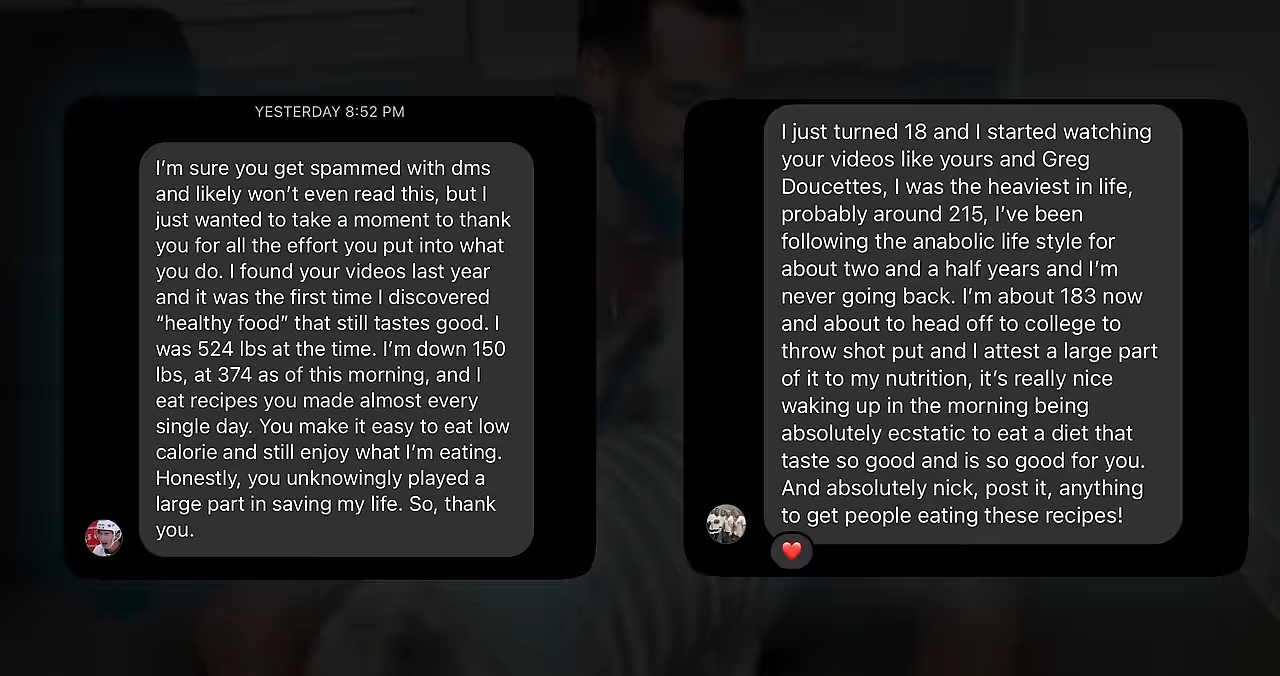 YESTERDAY 8:52 PM
I’m sure you get spammed with dms
and likely won’t even read this, but I
just wanted to take a moment to thank
you for all the effort you put into what
you do. I found your videos last year
and it was the first time I discovered
“healthy food” that still tastes good. I
was 524 lbs at the time. I’m down 150
lbs, at 374 as of this morning, and I
eat recipes you made almost every
single day. You make it easy to eat low
calorie and still enjoy what I’m eating.
Honestly, you unknowingly played a
large part in saving my life. So, thank
you.
I just turned 18 and I started watching
your videos like yours and Greg
Doucettes, I was the heaviest in life,
probably around 215, I’ve been
following the anabolic life style for
about two and a half years and I’m
never going back. I’m about 183 now
and about to head off to college to
throw shot put and I attest a large part
of it to my nutrition, it’s really nice
waking up in the morning being
absolutely ecstatic to eat a diet that
taste so good and is so good for you.
And absolutely nick, post it, anything
to get people eating these recipes!